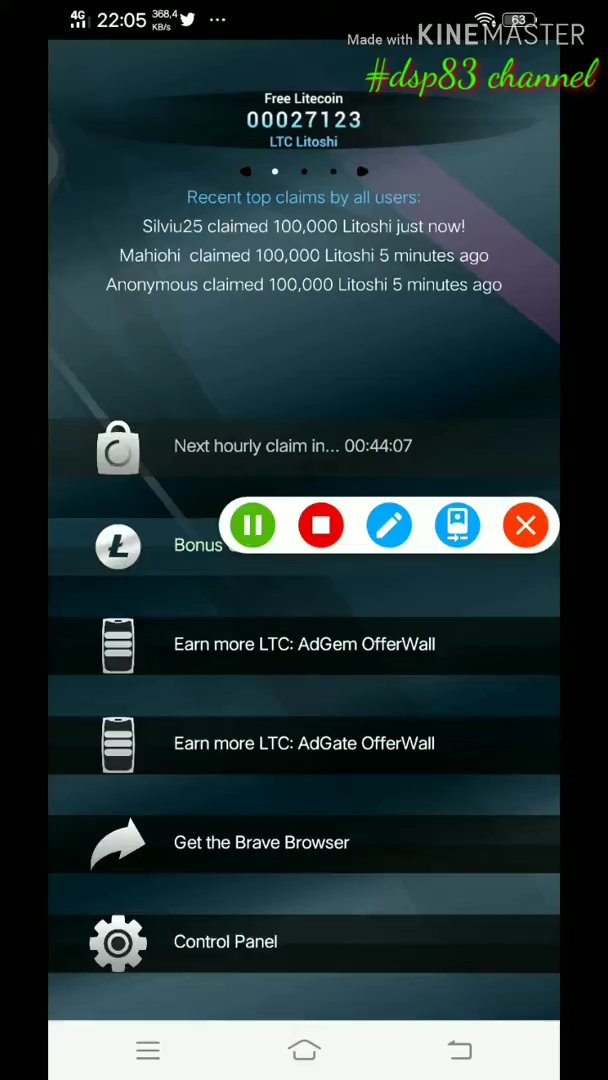 4G 22:05 368,4 KB/s ... 63
Made with KINEMASTER
#dsp83 channel
Free Litecoin
00027123
LTC Litoshi
Recent top claims by all users:
Silviu25 claimed 100,000 Litoshi just now!
Mahiohi claimed 100,000 Litoshi 5 minutes ago
Anonymous claimed 100,000 Litoshi 5 minutes ago
Next hourly claim in... 00:44:07
Bonus
Earn more LTC: AdGem OfferWall
Earn more LTC: AdGate OfferWall
Get the Brave Browser
Control Panel